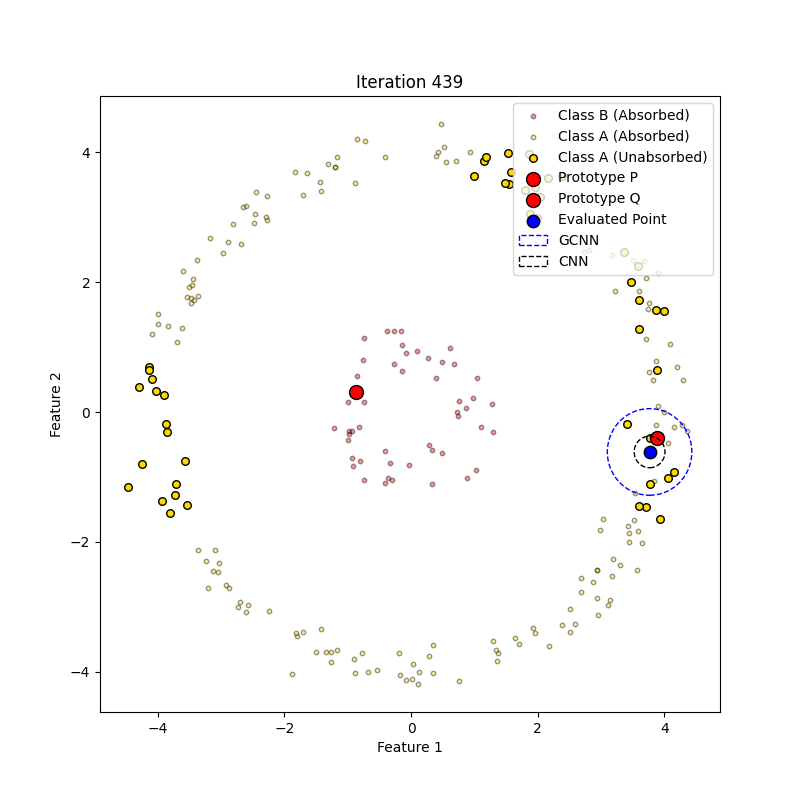 Iteration 439
Class B (Absorbed)
Class A (Absorbed)
Class A (Unabsorbed)
Prototype P
Prototype Q
Evaluated Point
GCNN
CNN
4
2
0
−2
−4
Feature 2
−4
−2
0
2
4
Feature 1